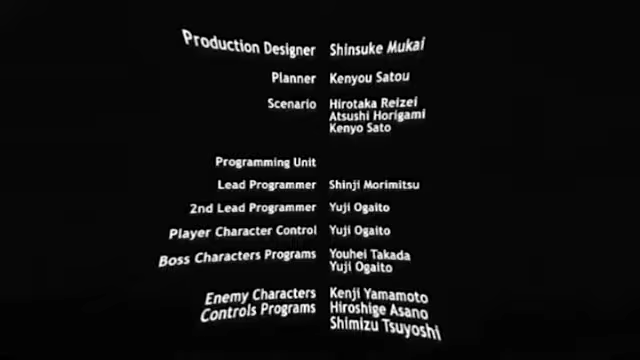 Production Designer Shinsuke Mukai
Planner Kenyou Satou
Scenario Hirotaka Reizei
Atsushi Horigami
Kenyo Sato
Programming Unit
Lead Programmer Shinji Morimitsu
2nd Lead Programmer Yuji Ogaito
Player Character Control Yuji Ogaito
Boss Characters Programs Youhei Takada
Yuji Ogaito
Enemy Characters Kenji Yamamoto
Controls Programs Hiroshige Asano
Shimizu Tsuyoshi